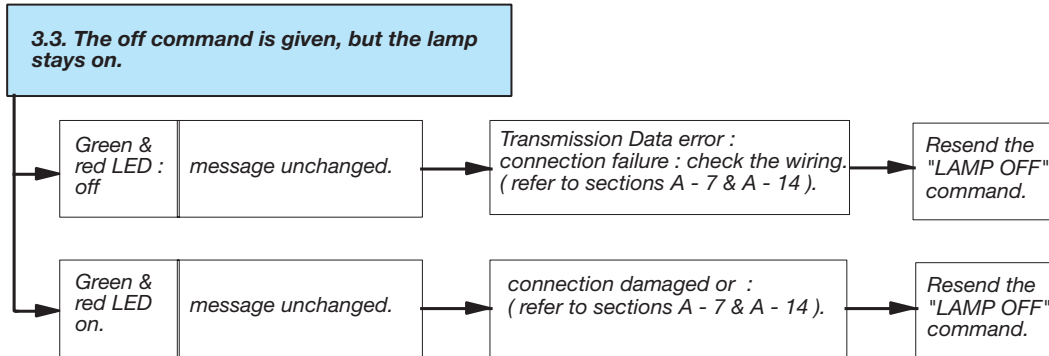 3.3. The off command is given, but the lamp
stays on.
Green &
red LED :
off
message unchanged.
Transmission Data error :
connection failure : check the wiring.
( refer to sections A - 7 & A - 14 ).
Resend the
"LAMP OFF"
command.
Green &
red LED
on.
message unchanged.
connection damaged or :
( refer to sections A - 7 & A - 14 ).
Resend the
"LAMP OFF"
command.